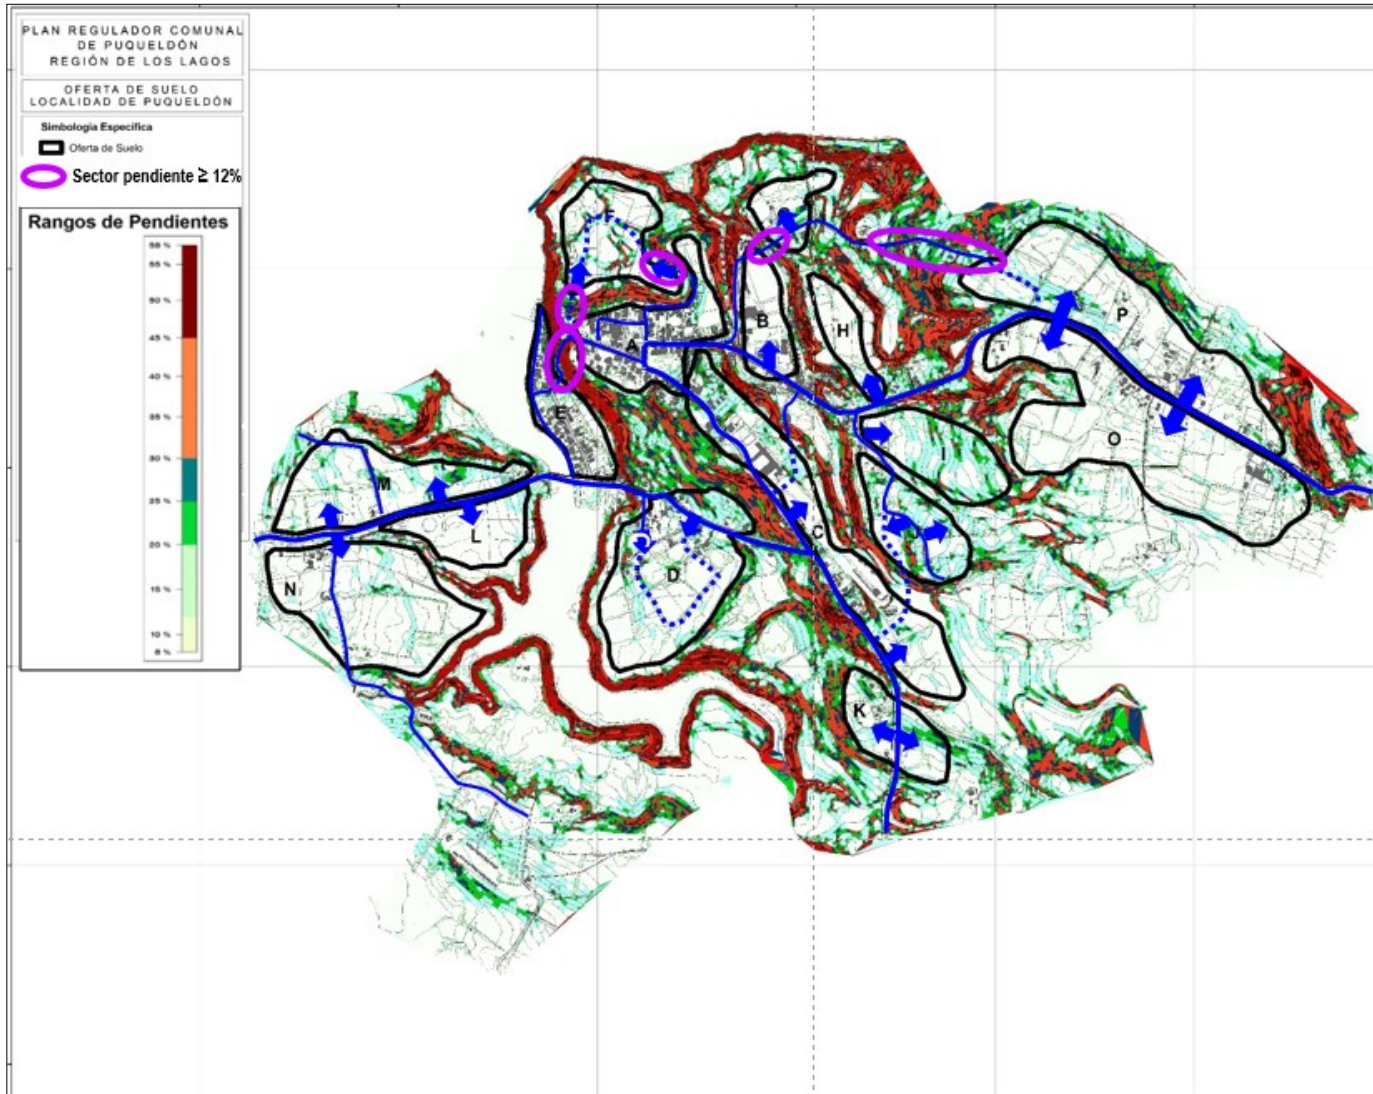 PLAN REGULADOR COMUNAL
DE PUQUELDÓN
REGIÓN DE LOS LAGOS
OFERTA DE SUELO
LOCALIDAD DE PUQUELDÓN
Simbología Específica
Oferta de Suelo
Sector pendiente ≥ 12%
Rangos de Pendientes
55 %
50 %
45 %
40 %
35 %
30 %
25 %
20 %
15 %
10 %
8 %
F
B
H
P
A
E
O
I
M
L
C
D
N
K